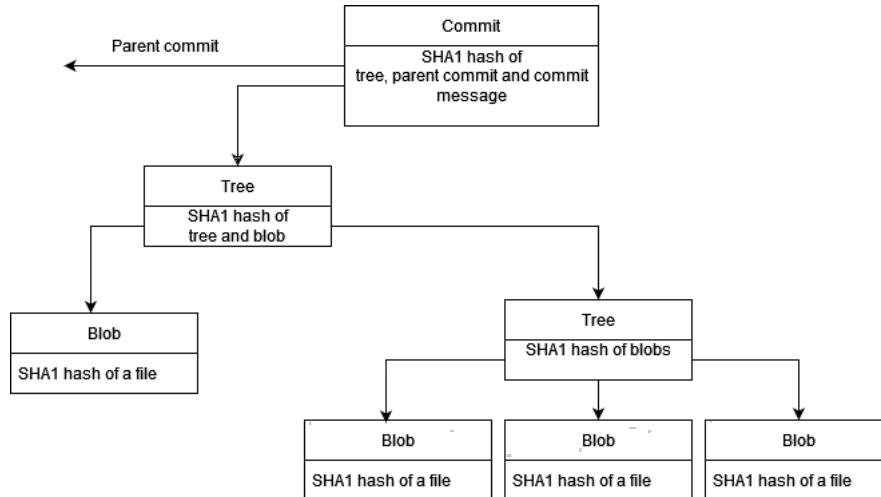 Commit
Parent commit
SHA1 hash of
tree, parent commit and commit
message
Tree
SHA1 hash of
tree and blob
Blob
SHA1 hash of a file
Tree
SHA1 hash of blobs
Blob
SHA1 hash of a file
Blob
SHA1 hash of a file
Blob
SHA1 hash of a file